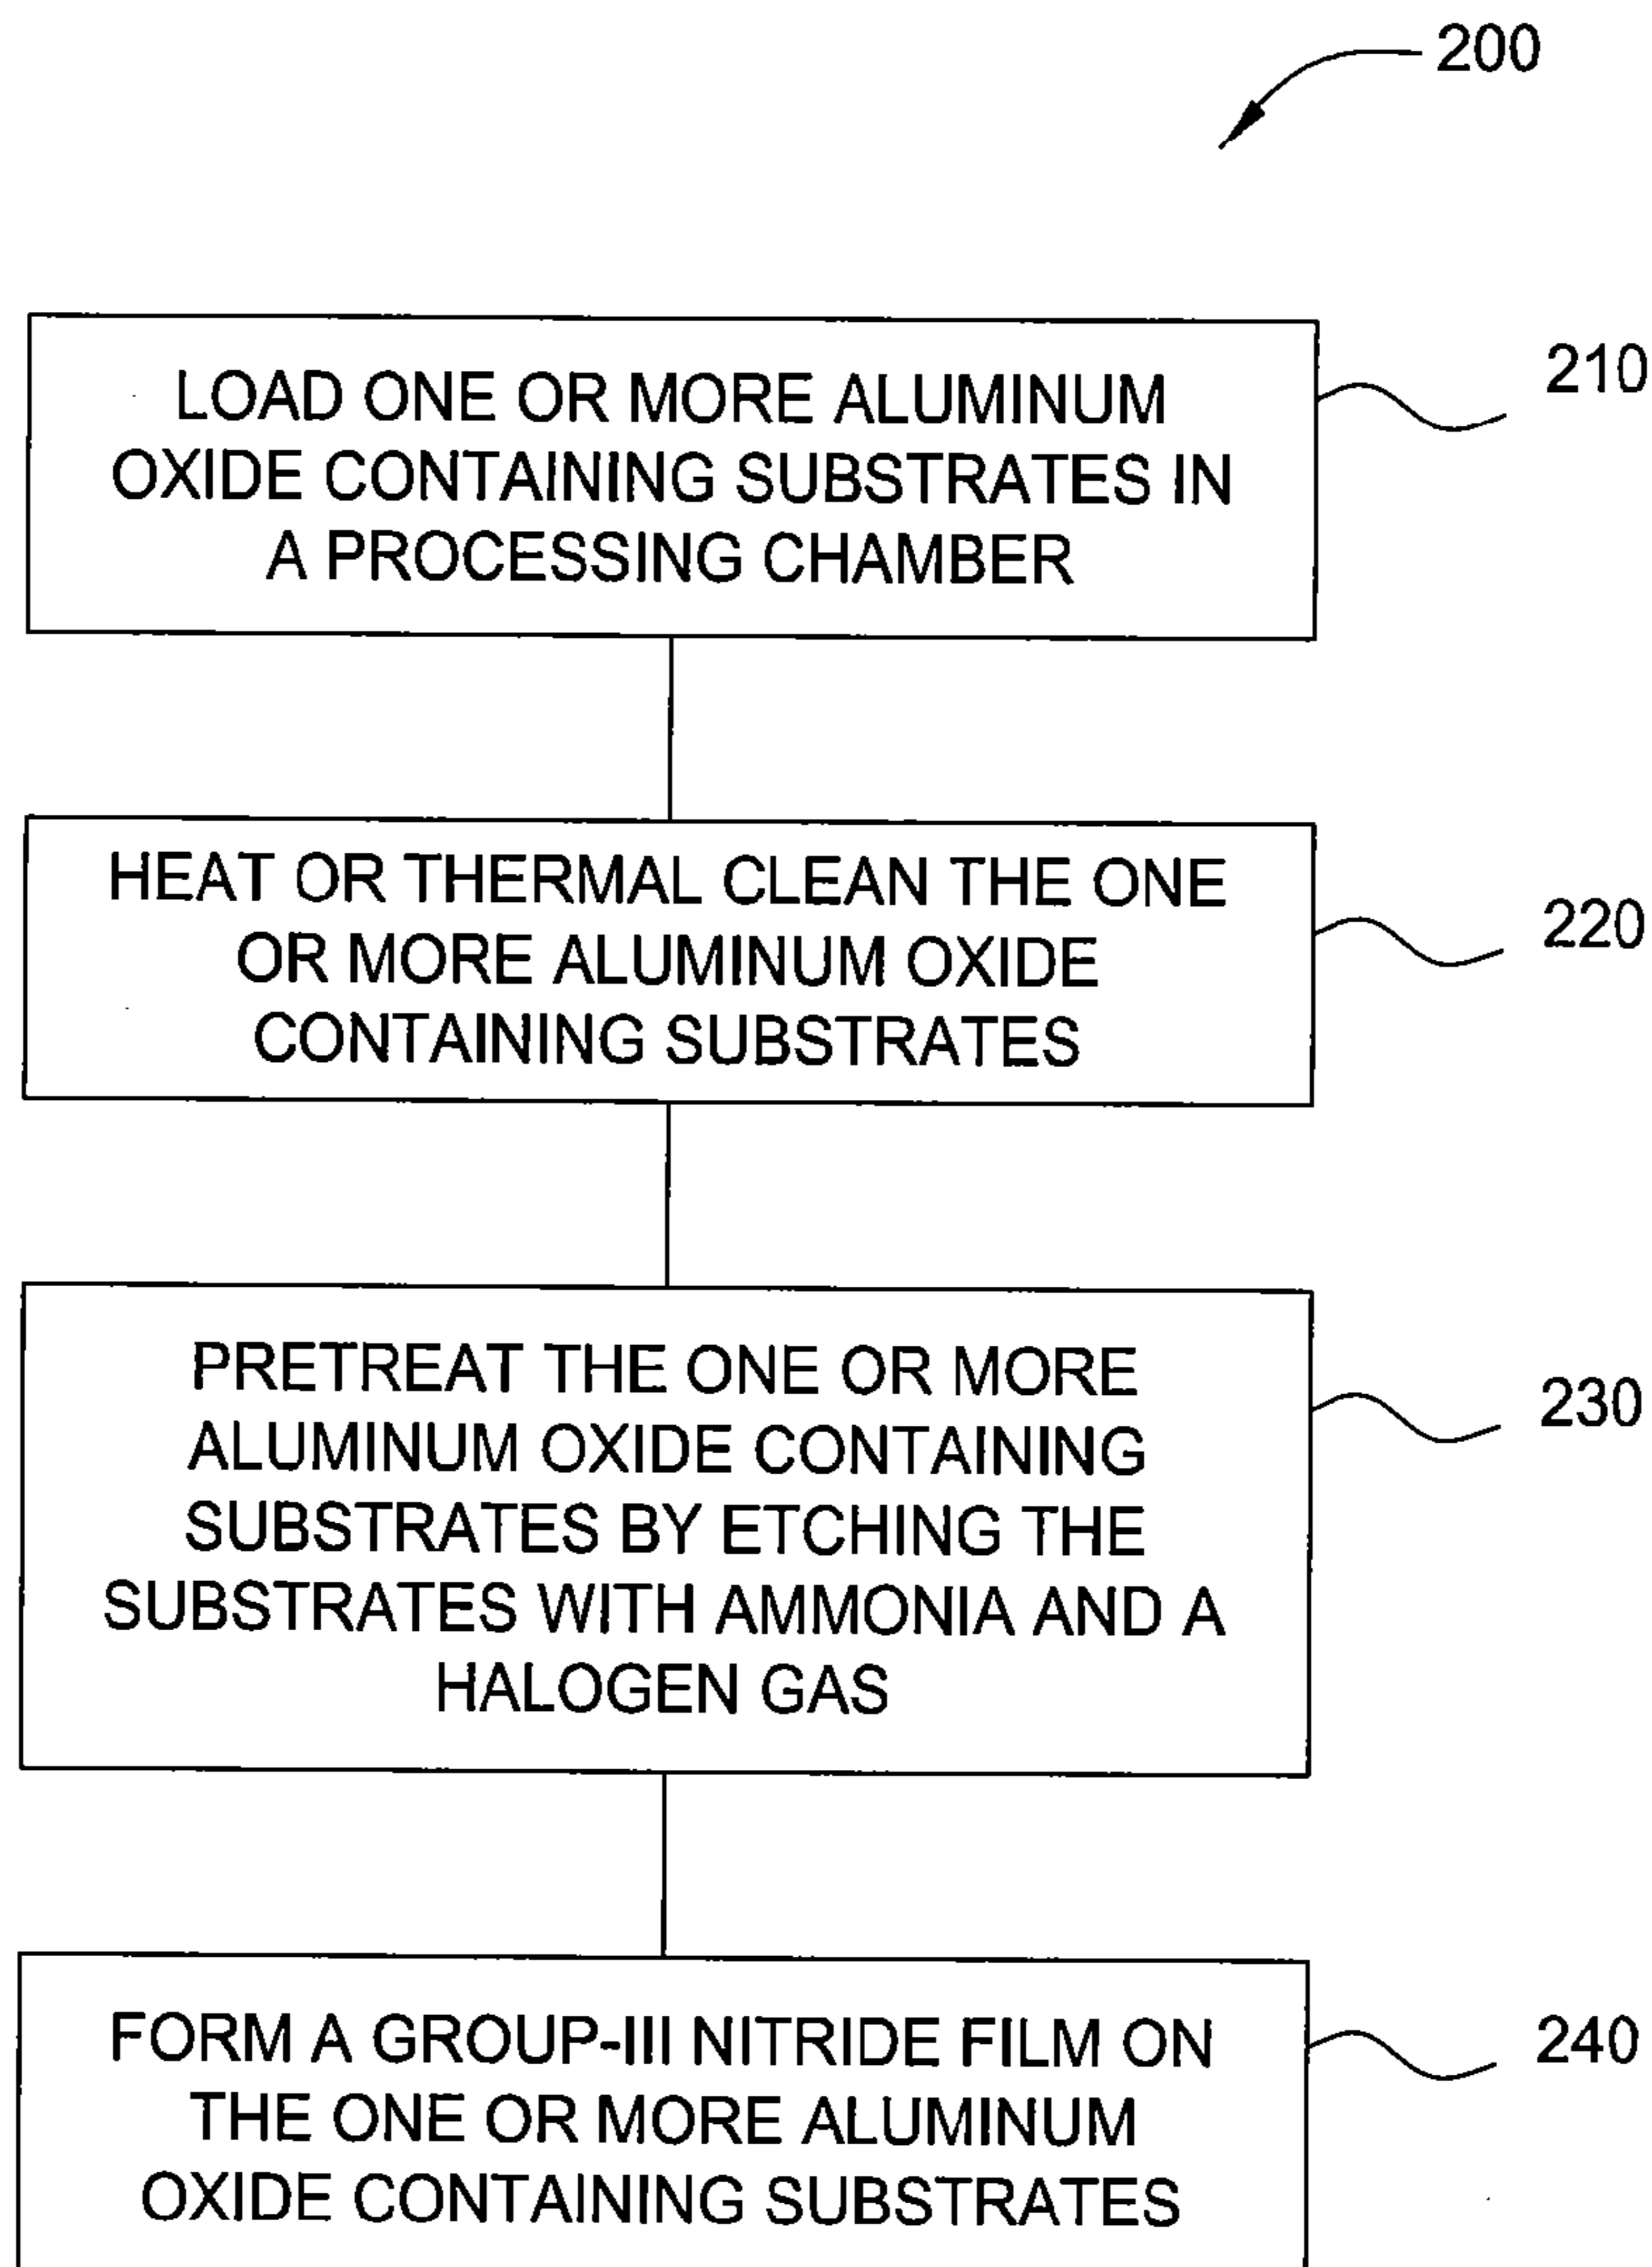 200
LOAD ONE OR MORE ALUMINUM
OXIDE CONTAINING SUBSTRATES IN
A PROCESSING CHAMBER
210
HEAT OR THERMAL CLEAN THE ONE
OR MORE ALUMINUM OXIDE
CONTAINING SUBSTRATES
220
PRETREAT THE ONE OR MORE
ALUMINUM OXIDE CONTAINING
SUBSTRATES BY ETCHING THE
SUBSTRATES WITH AMMONIA AND A
HALOGEN GAS
230
FORM A GROUP-III NITRIDE FILM ON
THE ONE OR MORE ALUMINUM
OXIDE CONTAINING SUBSTRATES
240